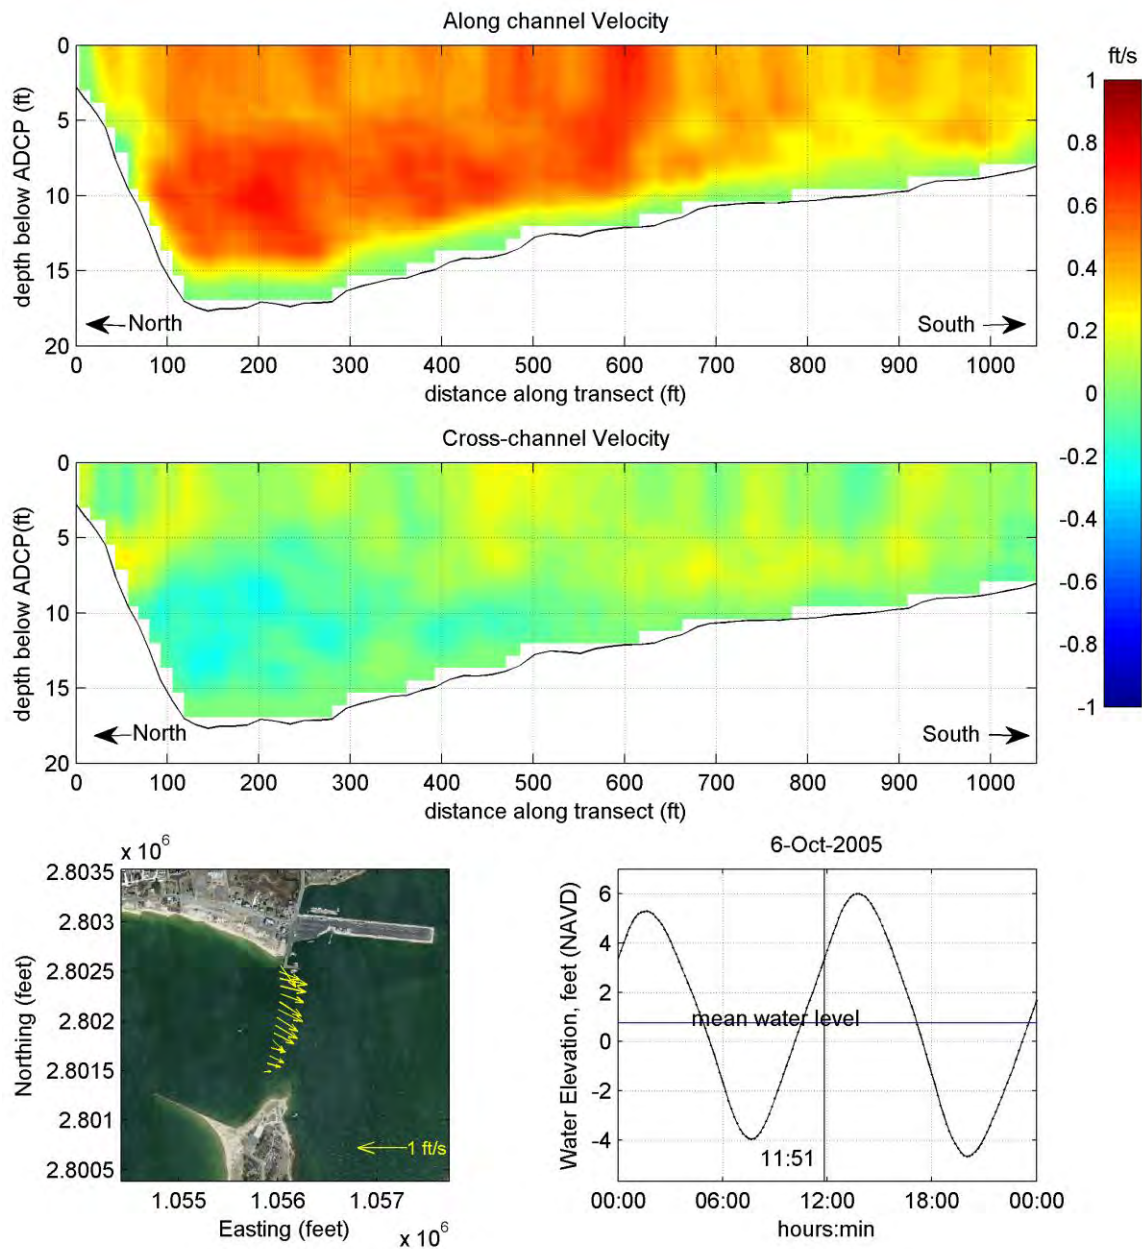 Along channel Velocity
ft/s
depth below ADCP (ft)
0
5
10
15
20
North
South
0 100 200 300 400 500 600 700 800 900 1000
distance along transect (ft)
1
0.8
0.6
0.4
0.2
0
-0.2
-0.4
-0.6
-0.8
-1
Cross-channel Velocity
depth below ADCP(ft)
0
5
10
15
20
North
South
0 100 200 300 400 500 600 700 800 900 1000
distance along transect (ft)
x 10^6
Northing (feet)
2.8035
2.803
2.8025
2.802
2.8015
2.801
2.8005
1 ft/s
1.055 1.056 1.057
Easting (feet)
x 10^6
6-Oct-2005
Water Elevation, feet (NAVD)
6
4
2
0
-2
-4
mean water level
11:51
00:00 06:00 12:00 18:00 00:00
hours:min